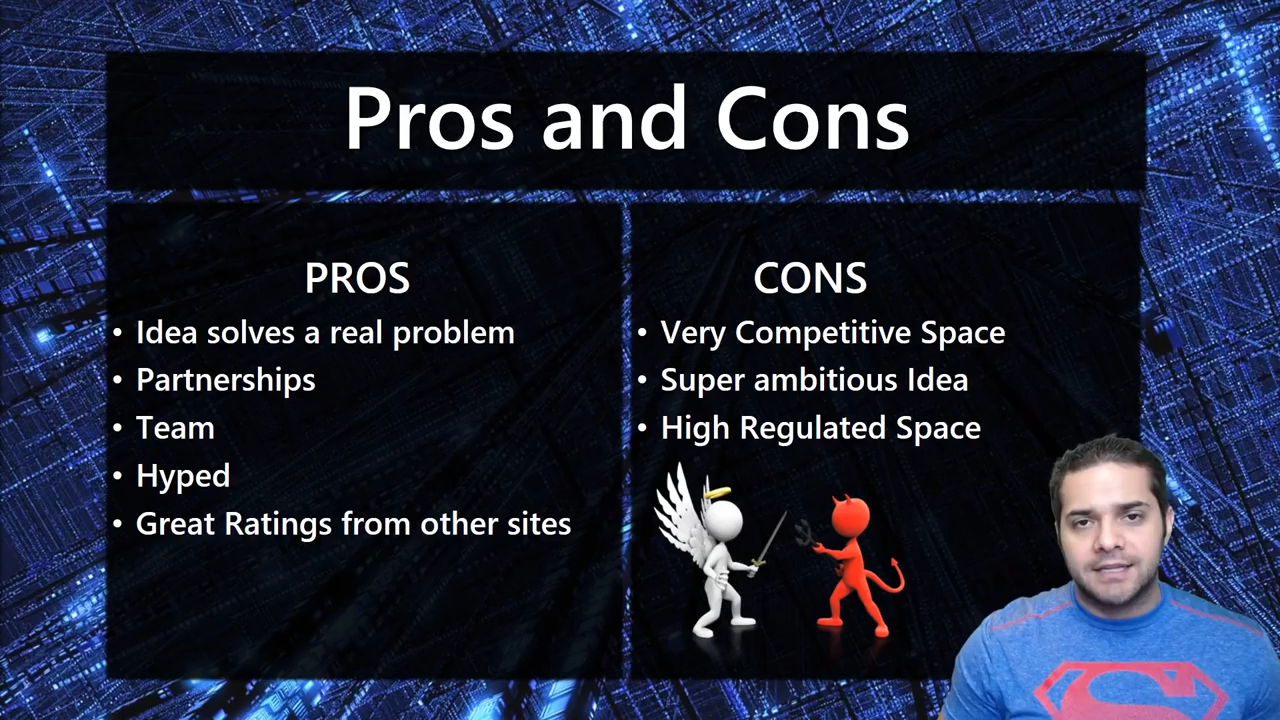 Pros and Cons
PROS
• Idea solves a real problem
• Partnerships
• Team
• Hyped
• Great Ratings from other sites
CONS
• Very Competitive Space
• Super ambitious Idea
• High Regulated Space